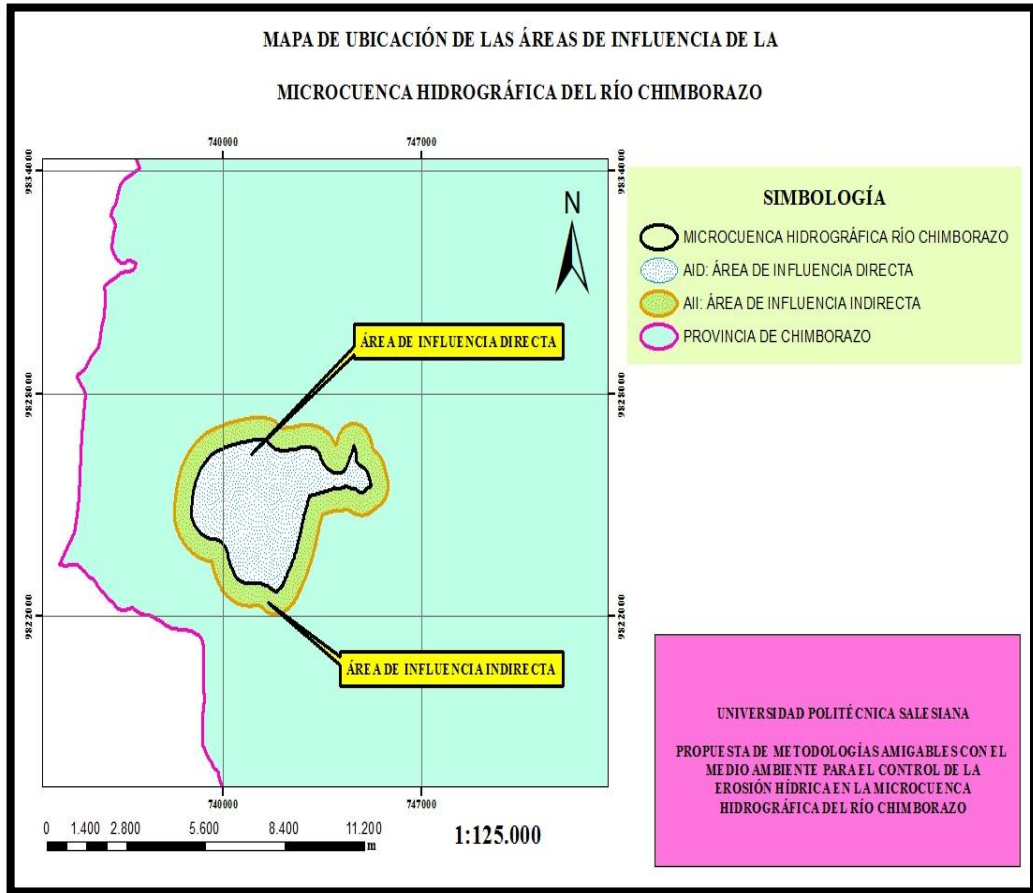 MAPA DE UBICACIÓN DE LAS ÁREAS DE INFLUENCIA DE LA
MICROCUENCA HIDROGRÁFICA DEL RÍO CHIMBORAZO
740000
747000
9834000
9834000
N
SIMBOLOGÍA
MICROCUENCA HIDROGRÁFICA RÍO CHIMBORAZO
AID: ÁREA DE INFLUENCIA DIRECTA
AII: ÁREA DE INFLUENCIA INDIRECTA
PROVINCIA DE CHIMBORAZO
ÁREA DE INFLUENCIA DIRECTA
9828000
9828000
9822000
9822000
ÁREA DE INFLUENCIA INDIRECTA
740000
747000
0 1.400 2.800 5.600 8.400 11.200
m
1:125.000
UNIVERSIDAD POLITÉCNICA SALESIANA
PROPUESTA DE METODOLOGÍAS AMIGABLES CON EL
MEDIO AMBIENTE PARA EL CONTROL DE LA
EROSIÓN HÍDRICA EN LA MICROCUENCA
HIDROGRÁFICA DEL RÍO CHIMBORAZO